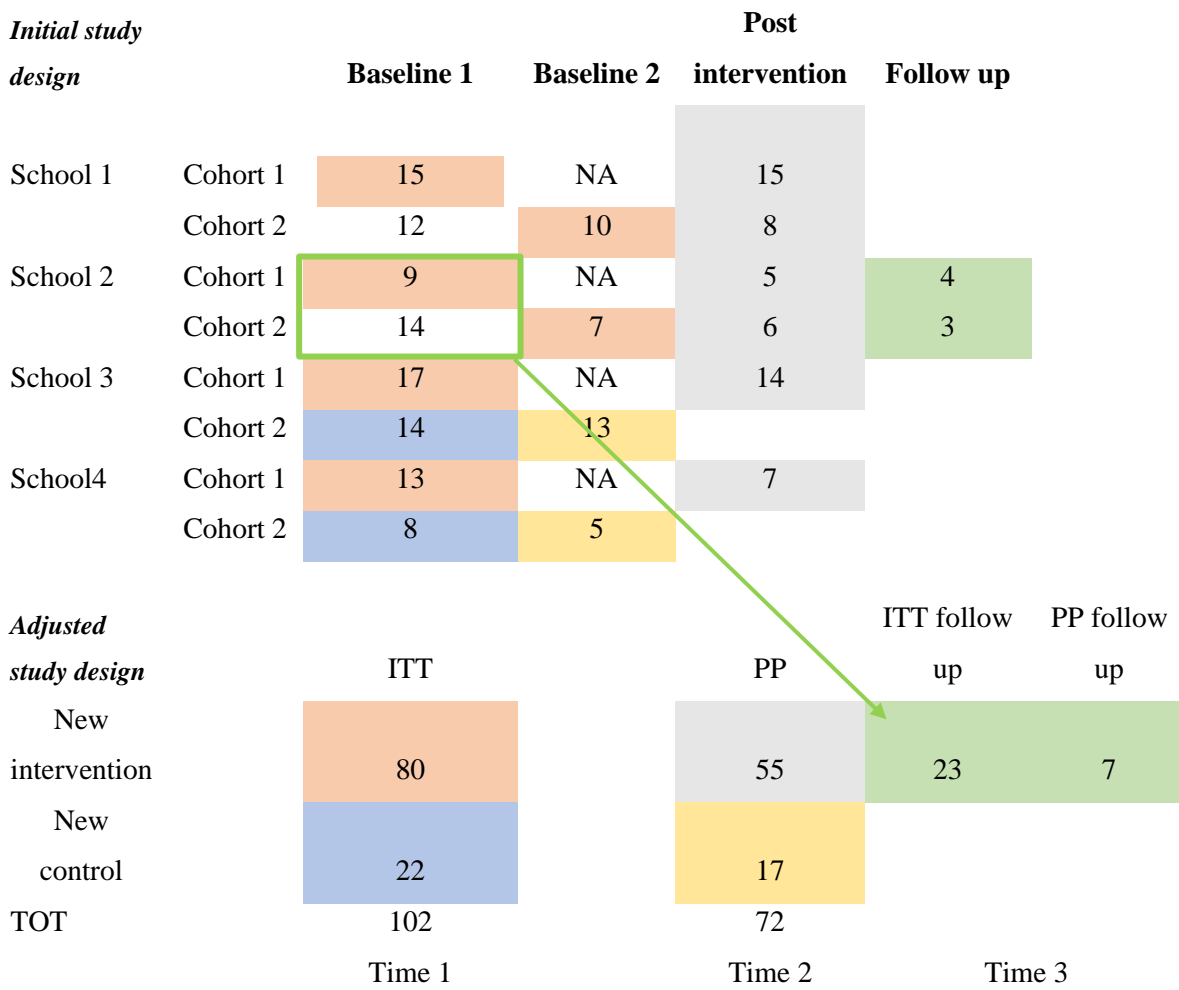 Initial study design Baseline 1 Baseline 2 Post intervention Follow up
School 1 Cohort 1 15 NA 15
Cohort 2 12 10 8
School 2 Cohort 1 9 NA 5 4
Cohort 2 14 7 6 3
School 3 Cohort 1 17 NA 14
Cohort 2 14 13
School4 Cohort 1 13 NA 7
Cohort 2 8 5
Adjusted study design ITT PP ITT follow up PP follow up
New intervention 80 55 23 7
New control 22 17
TOT 102 72
Time 1 Time 2 Time 3